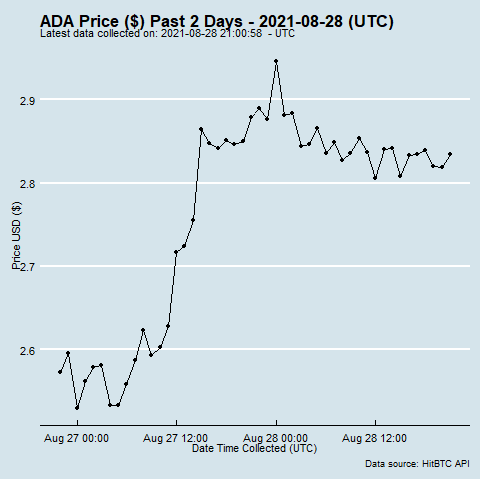 ADA Price ($) Past 2 Days - 2021-08-28 (UTC)
Latest data collected on: 2021-08-28 21:00:58 - UTC
2.9
2.8
2.7
2.6
Price USD ($)
Aug 27 00:00
Aug 27 12:00
Aug 28 00:00
Aug 28 12:00
Date Time Collected (UTC)
Data source: HitBTC API